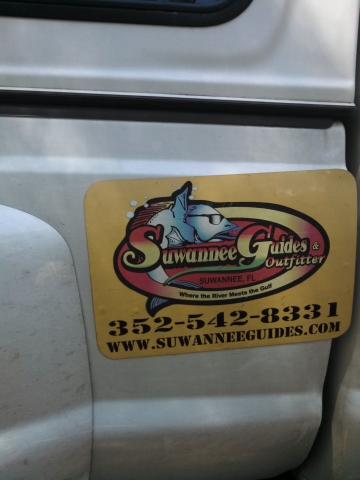 Suwannee Guides &
Outfitter
SUWANNEE, FL
Where the River Meets the Gulf
352-542-8331
WWW.SUWANNEEGUIDES.COM